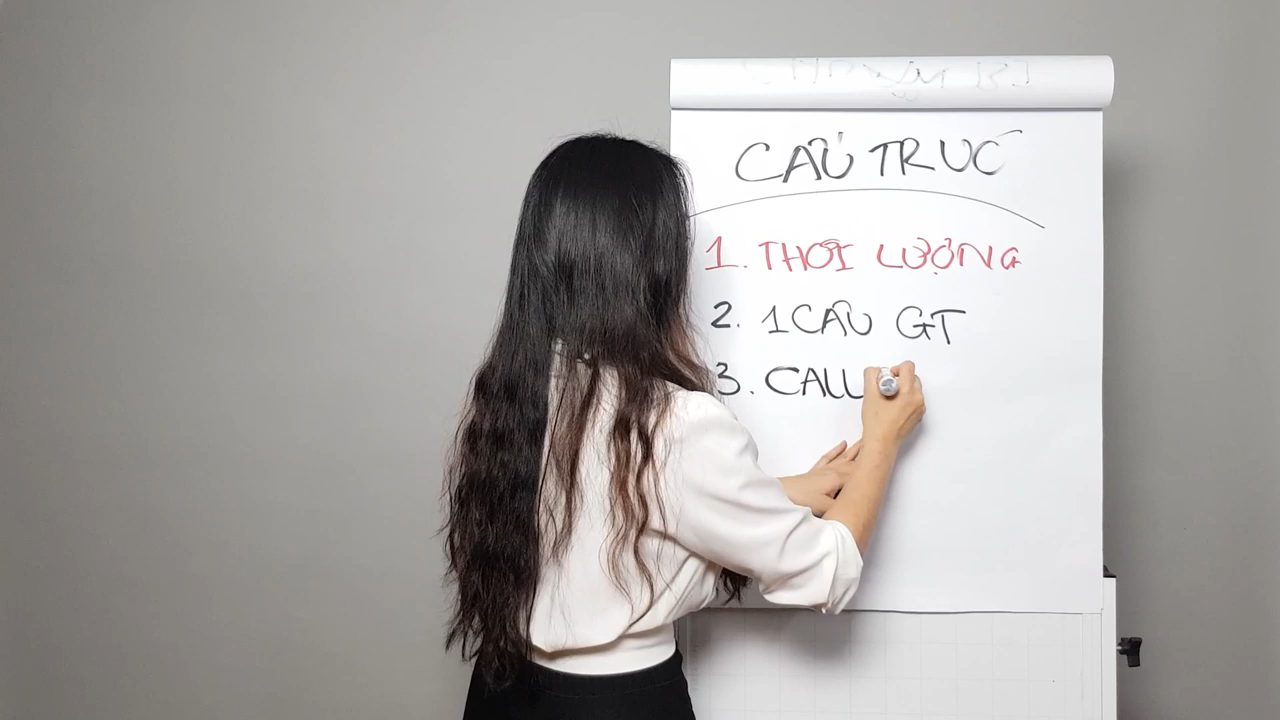 CẤU TRÚC
1. THỜI LƯỢNG
2. 1 CÂU GT
3. CALL